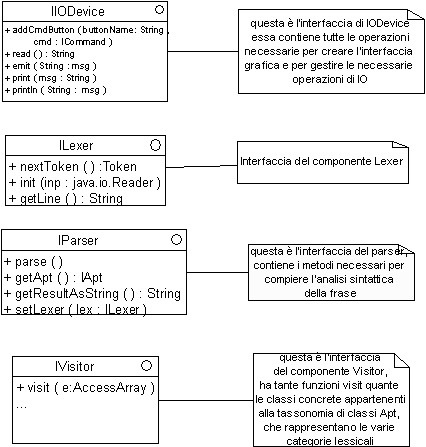 IIODevice
+ addCmdButton ( buttonName: String ,
cmd : ICommand )
+ read () : String
+ emit ( String : msg )
+ print (msg : String )
+ println ( String : msg )
questa è l'interfaccia di IODevice
essa contiene tutte le operazioni
necessarie per creare l'interfaccia
grafica e per gestire le necessarie
operazioni di IO
ILexer
+ nextToken () : Token
+ init (inp : java.io.Reader )
+ getLine () : String
Interfaccia del componente Lexer
IParser
+ parse ()
+ getApt () : IApt
+ getResultAsString () : String
+ setLexer ( lex : ILexer )
questa è l'interfaccia del parser,
contiene i metodi necessari per
compiere l'analisi sintattica
della frase
IVisitor
+ visit ( e:AccessArray )
...
questa è l'interfaccia
del componente Visitor,
ha tante funzioni visit quante
le classi concrete appartenenti
alla tassonomia di classi Apt,
che rappresentano le varie
categorie lessicali